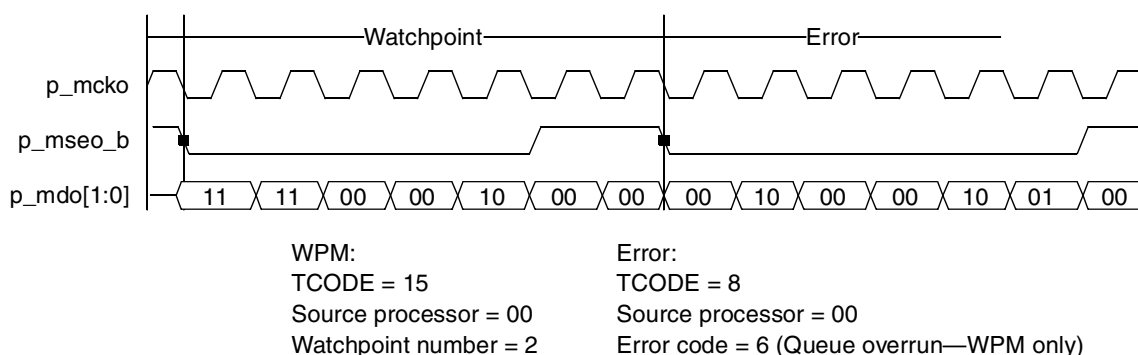 Watchpoint Error
p_mcko
p_mseo_b
p_mdo[1:0] 11 11 00 00 10 00 00 00 10 00 00 10 01 00
WPM: Error:
TCODE = 15 TCODE = 8
Source processor = 00 Source processor = 00
Watchpoint number = 2 Error code = 6 (Queue overrun—WPM only)